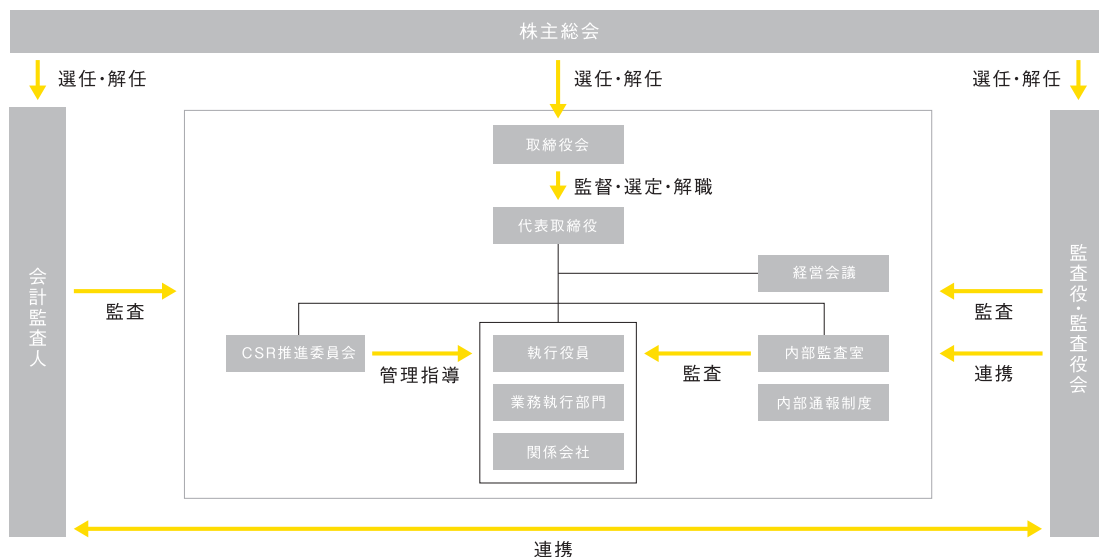 株主総会
選任・解任
選任・解任
選任・解任
取締役会
監督・選定・解職
代表取締役
会計監査人
監査役・監査役会
経営会議
監査
監査
CSR推進委員会
執行役員
内部監査室
管理指導
監査
連携
業務執行部門
内部通報制度
関係会社
連携